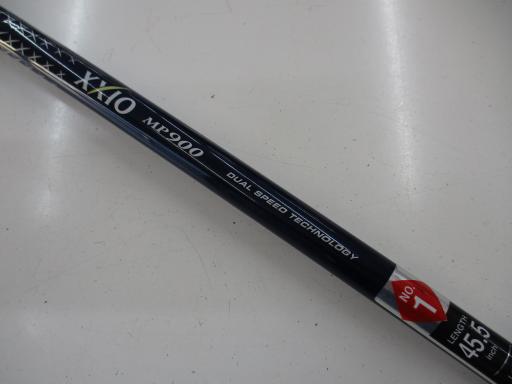 XXIO
MP900
DUAL SPEED TECHNOLOGY
NO.
1
LENGTH
45.5
inch